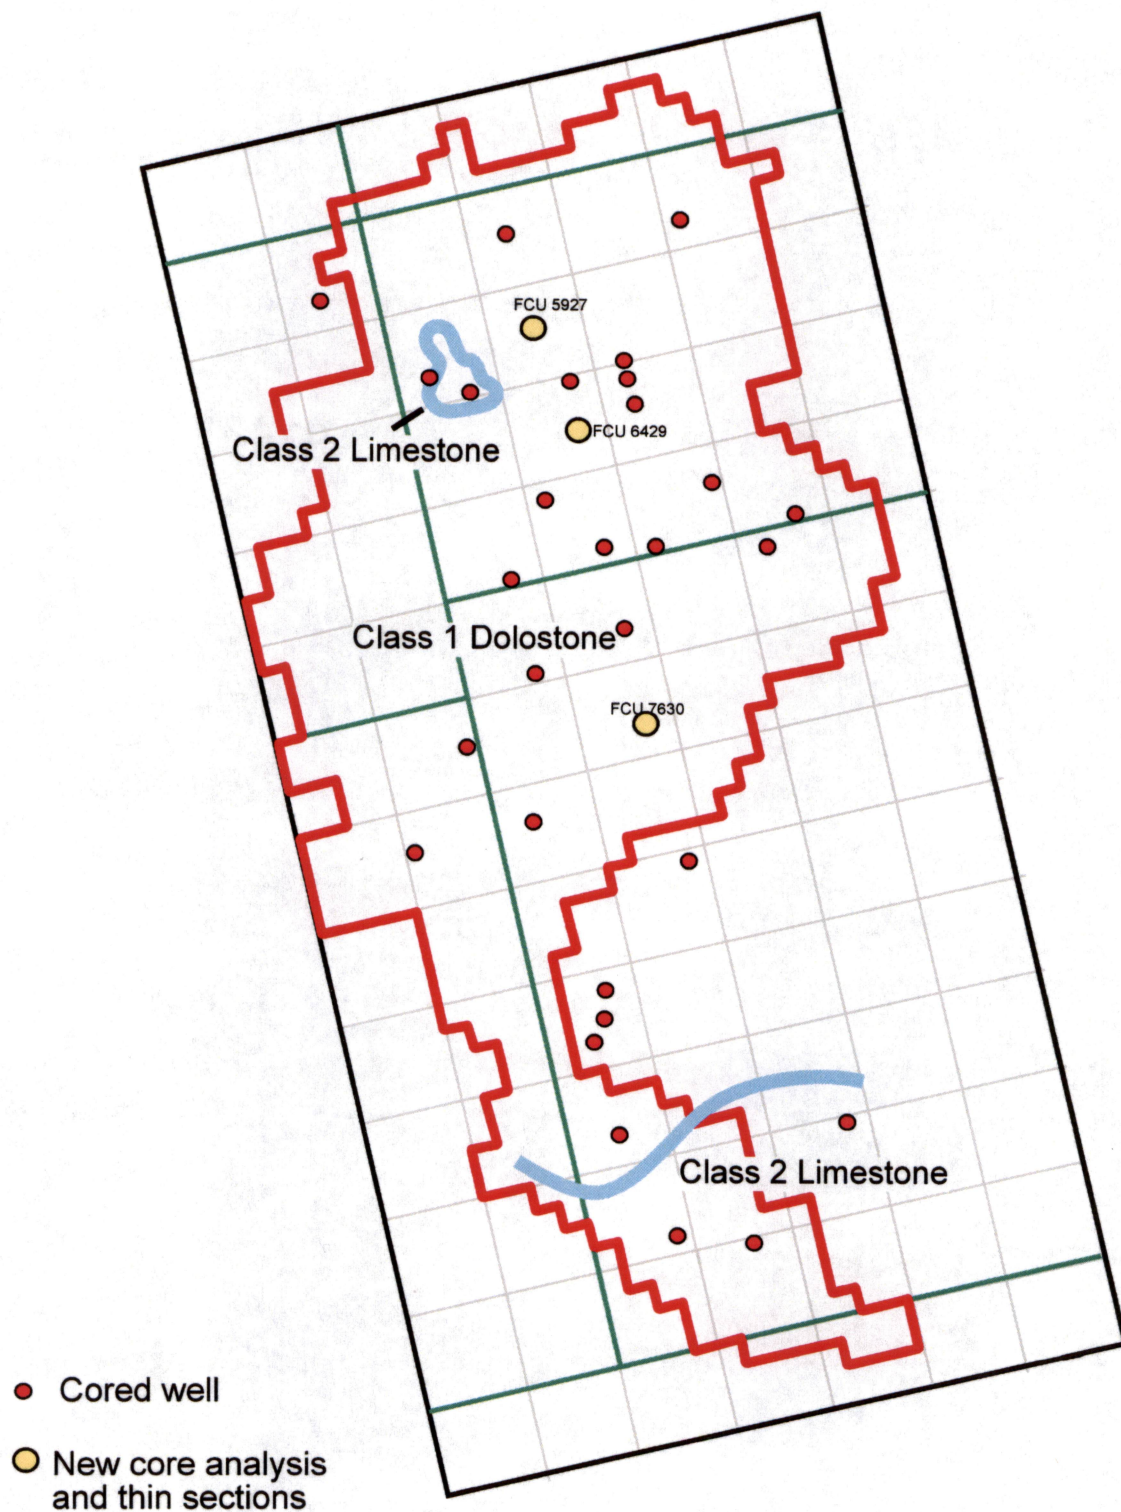 FCU 5927
FCU 6429
Class 2 Limestone
Class 1 Dolostone
FCU 7630
Class 2 Limestone
Cored well
New core analysis
and thin sections